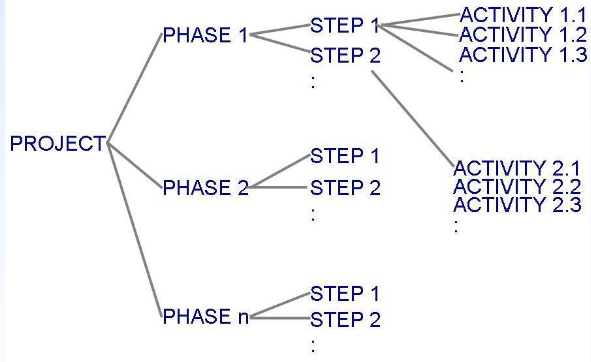 PROJECT
PHASE 1
STEP 1
ACTIVITY 1.1
ACTIVITY 1.2
ACTIVITY 1.3
:
STEP 2
:
ACTIVITY 2.1
ACTIVITY 2.2
ACTIVITY 2.3
:
PHASE 2
STEP 1
STEP 2
:
PHASE n
STEP 1
STEP 2
: